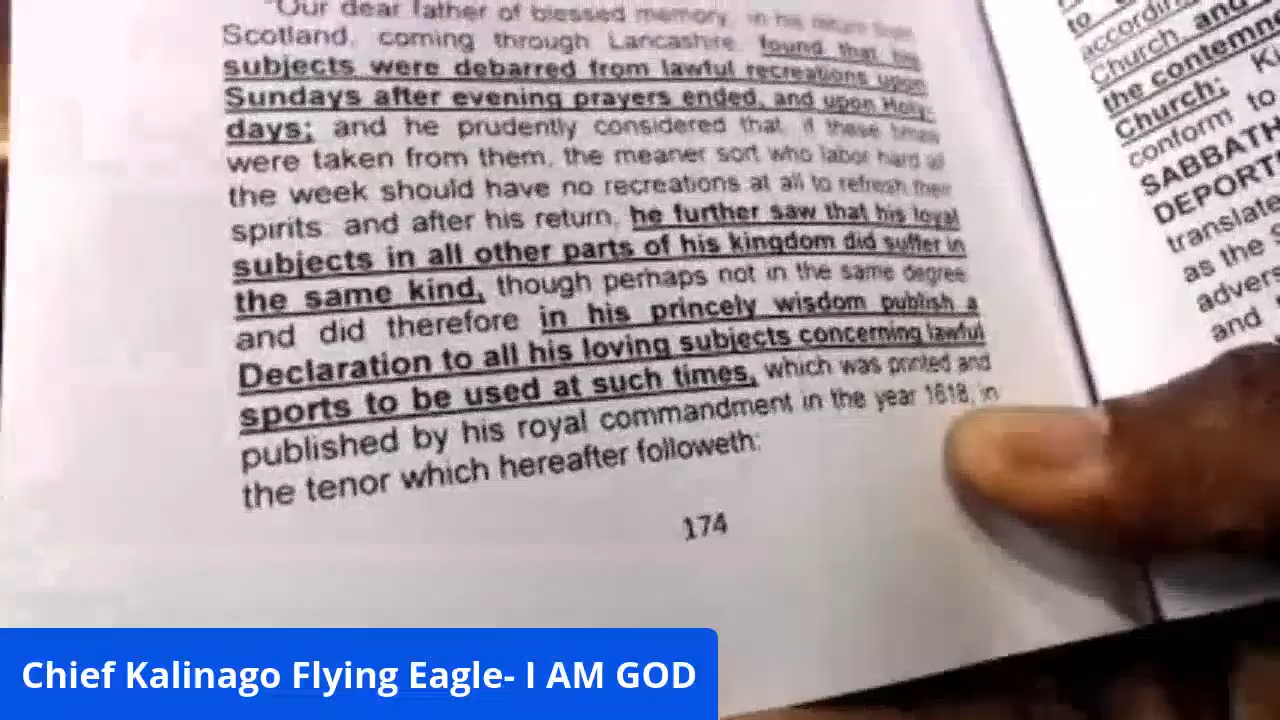 "Our dear father of blessed memory, in his return from
Scotland, coming through Lancashire, found that his
subjects were debarred from lawful recreations upon
Sundays after evening prayers ended, and upon Holy-
days; and he prudently considered that, if these times
were taken from them, the meaner sort who labor hard all
the week should have no recreations at all to refresh their
spirits: and after his return, he further saw that his loyal
subjects in all other parts of his kingdom did suffer in
the same kind, though perhaps not in the same degree
and did therefore in his princely wisdom publish a
Declaration to all his loving subjects concerning lawful
sports to be used at such times, which was printed and
published by his royal commandment in the year 1618, in
the tenor which hereafter followeth:
174
to
accordin
Church and
the contemn
Church; Ki
conform to
SABBATH
DEPORT
translate
as the S
advers
and
Chief Kalinago Flying Eagle- I AM GOD